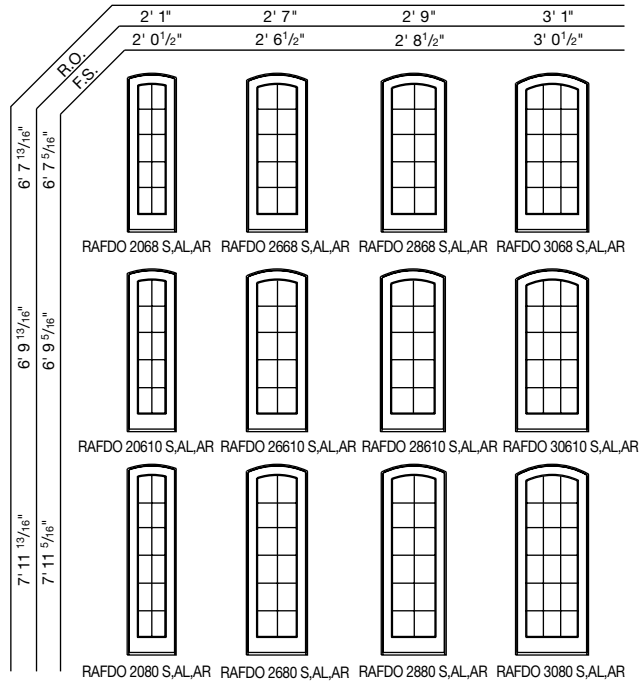 2' 1" 2' 7" 2' 9" 3' 1"
2' 0 1/2" 2' 6 1/2" 2' 8 1/2" 3' 0 1/2"
R.O.
F.S.
6' 7 13/16"
6' 7 5/16"
RAFDO 2068 S,AL,AR RAFDO 2668 S,AL,AR RAFDO 2868 S,AL,AR RAFDO 3068 S,AL,AR
6' 9 13/16"
6' 9 5/16"
RAFDO 20610 S,AL,AR RAFDO 26610 S,AL,AR RAFDO 28610 S,AL,AR RAFDO 30610 S,AL,AR
7' 11 13/16"
7' 11 5/16"
RAFDO 2080 S,AL,AR RAFDO 2680 S,AL,AR RAFDO 2880 S,AL,AR RAFDO 3080 S,AL,AR